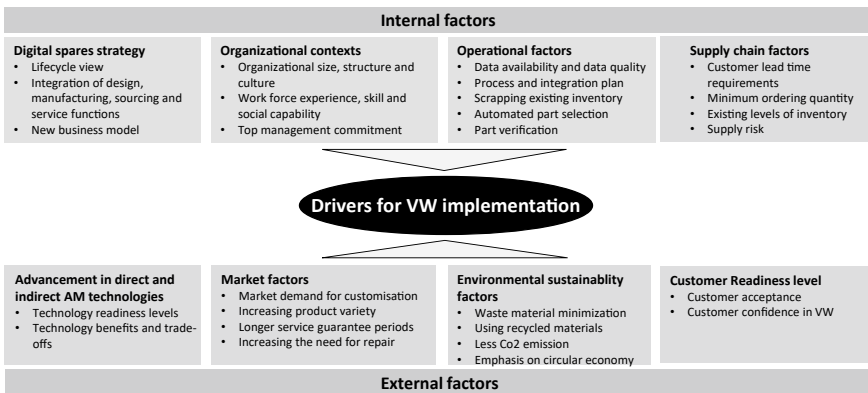 Internal factors
Digital spares strategy
• Lifecycle view
• Integration of design,
manufacturing, sourcing and
service functions
• New business model
Organizational contexts
• Organizational size, structure and
culture
• Work force experience, skill and
social capability
• Top management commitment
Operational factors
• Data availability and data quality
• Process and integration plan
• Scrapping existing inventory
• Automated part selection
• Part verification
Supply chain factors
• Customer lead time
requirements
• Minimum ordering quantity
• Existing levels of inventory
• Supply risk
Drivers for VW implementation
Advancement in direct and
indirect AM technologies
• Technology readiness levels
• Technology benefits and trade-
offs
Market factors
• Market demand for customisation
• Increasing product variety
• Longer service guarantee periods
• Increasing the need for repair
Environmental sustainablity
factors
• Waste material minimization
• Using recycled materials
• Less Co2 emission
• Emphasis on circular economy
Customer Readiness level
• Customer acceptance
• Customer confidence in VW
External factors